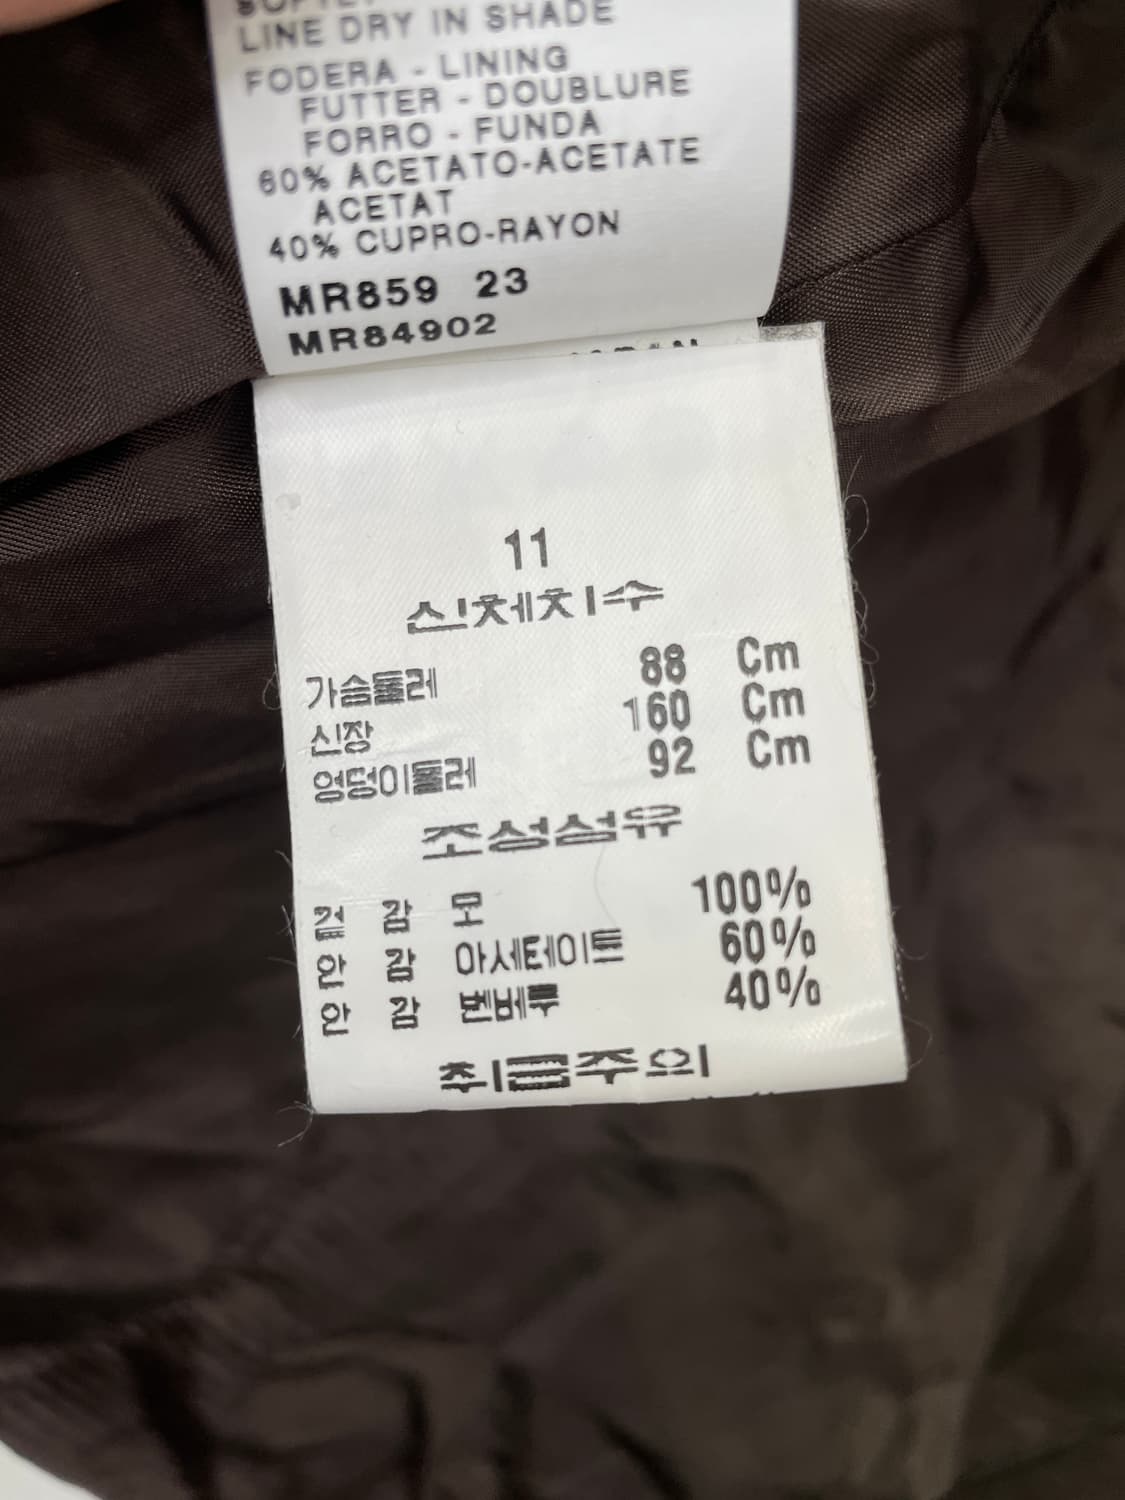 LINE DRY IN SHADE
FODERA - LINING
FUTTER - DOUBLURE
FORRO - FUNDA
60% ACETATO-ACETATE
ACETAT
40% CUPRO-RAYON
MR859 23
MR84902
11
신체치수
가슴둘레 88 Cm
신장 160 Cm
엉덩이둘레 92 Cm
조성섬유
겉 감 모 100%
안 감 아세테이트 60%
안 감 벤베루 40%
취급주의